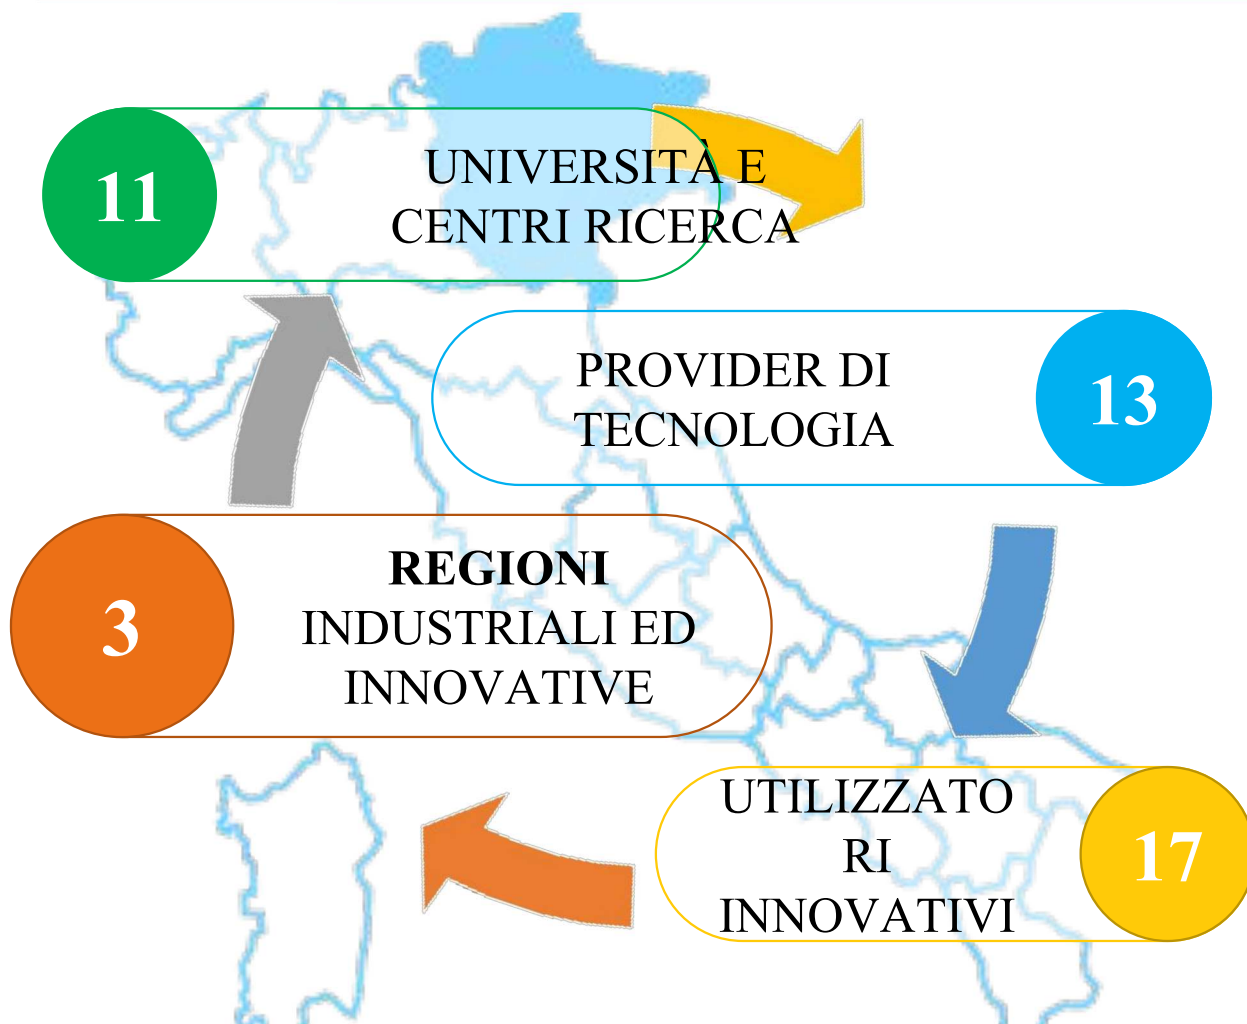 11
UNIVERSITÀ E
CENTRI RICERCA
PROVIDER DI
TECNOLOGIA
13
3
REGIONI
INDUSTRIALI ED
INNOVATIVE
UTILIZZATO
RI
INNOVATIVI
17